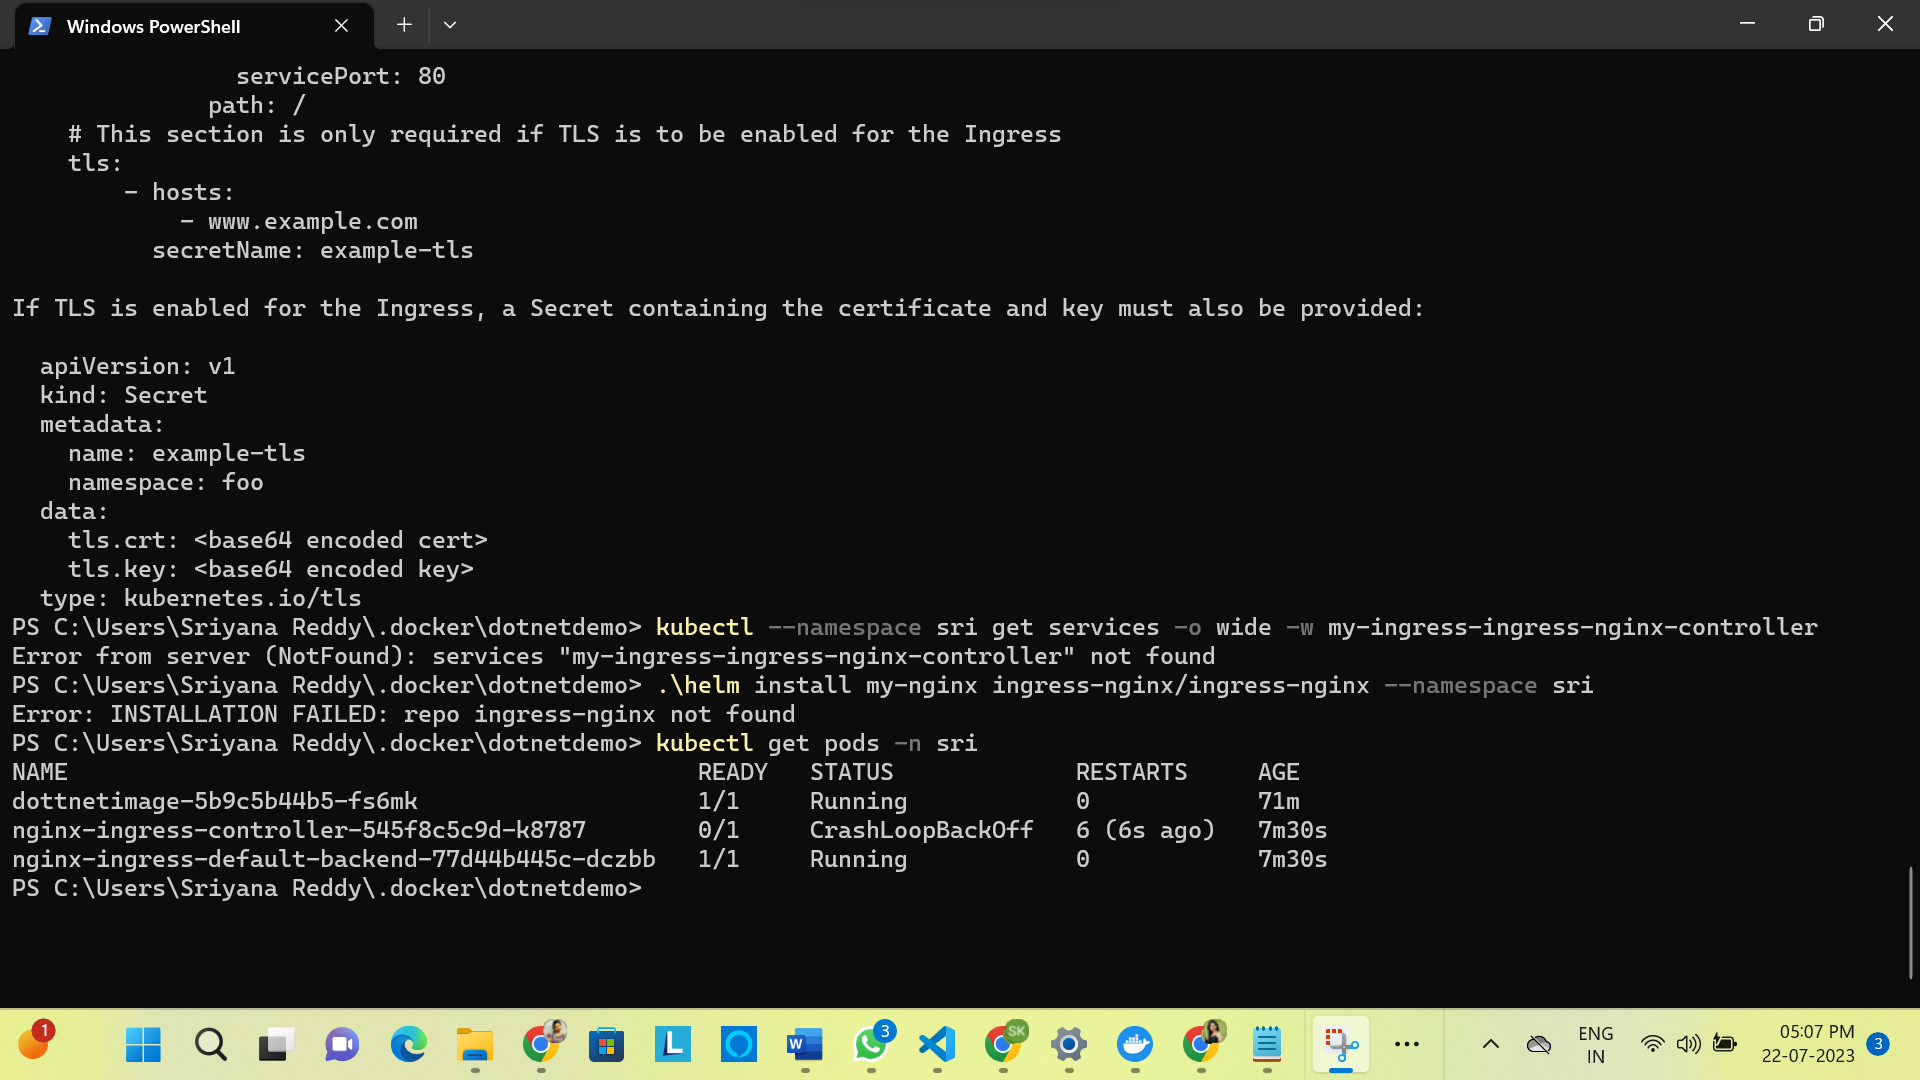 Windows PowerShell
servicePort: 80
path: /
# This section is only required if TLS is to be enabled for the Ingress
tls:
- hosts:
- www.example.com
secretName: example-tls
If TLS is enabled for the Ingress, a Secret containing the certificate and key must also be provided:
apiVersion: v1
kind: Secret
metadata:
name: example-tls
namespace: foo
data:
tls.crt: <base64 encoded cert>
tls.key: <base64 encoded key>
type: kubernetes.io/tls
PS C:\Users\Sriyana Reddy\.docker\dotnetdemo> kubectl --namespace sri get services -o wide -w my-ingress-ingress-nginx-controller
Error from server (NotFound): services "my-ingress-ingress-nginx-controller" not found
PS C:\Users\Sriyana Reddy\.docker\dotnetdemo> .\helm install my-nginx ingress-nginx/ingress-nginx --namespace sri
Error: INSTALLATION FAILED: repo ingress-nginx not found
PS C:\Users\Sriyana Reddy\.docker\dotnetdemo> kubectl get pods -n sri
NAME READY STATUS RESTARTS AGE
dottnetimage-5b9c5b44b5-fs6mk 1/1 Running 0 71m
nginx-ingress-controller-545f8c5c9d-k8787 0/1 CrashLoopBackOff 6 (6s ago) 7m30s
nginx-ingress-default-backend-77d44b445c-dczbb 1/1 Running 0 7m30s
PS C:\Users\Sriyana Reddy\.docker\dotnetdemo>
1
L
W
3
SK
ENG
IN
05:07 PM
22-07-2023
3